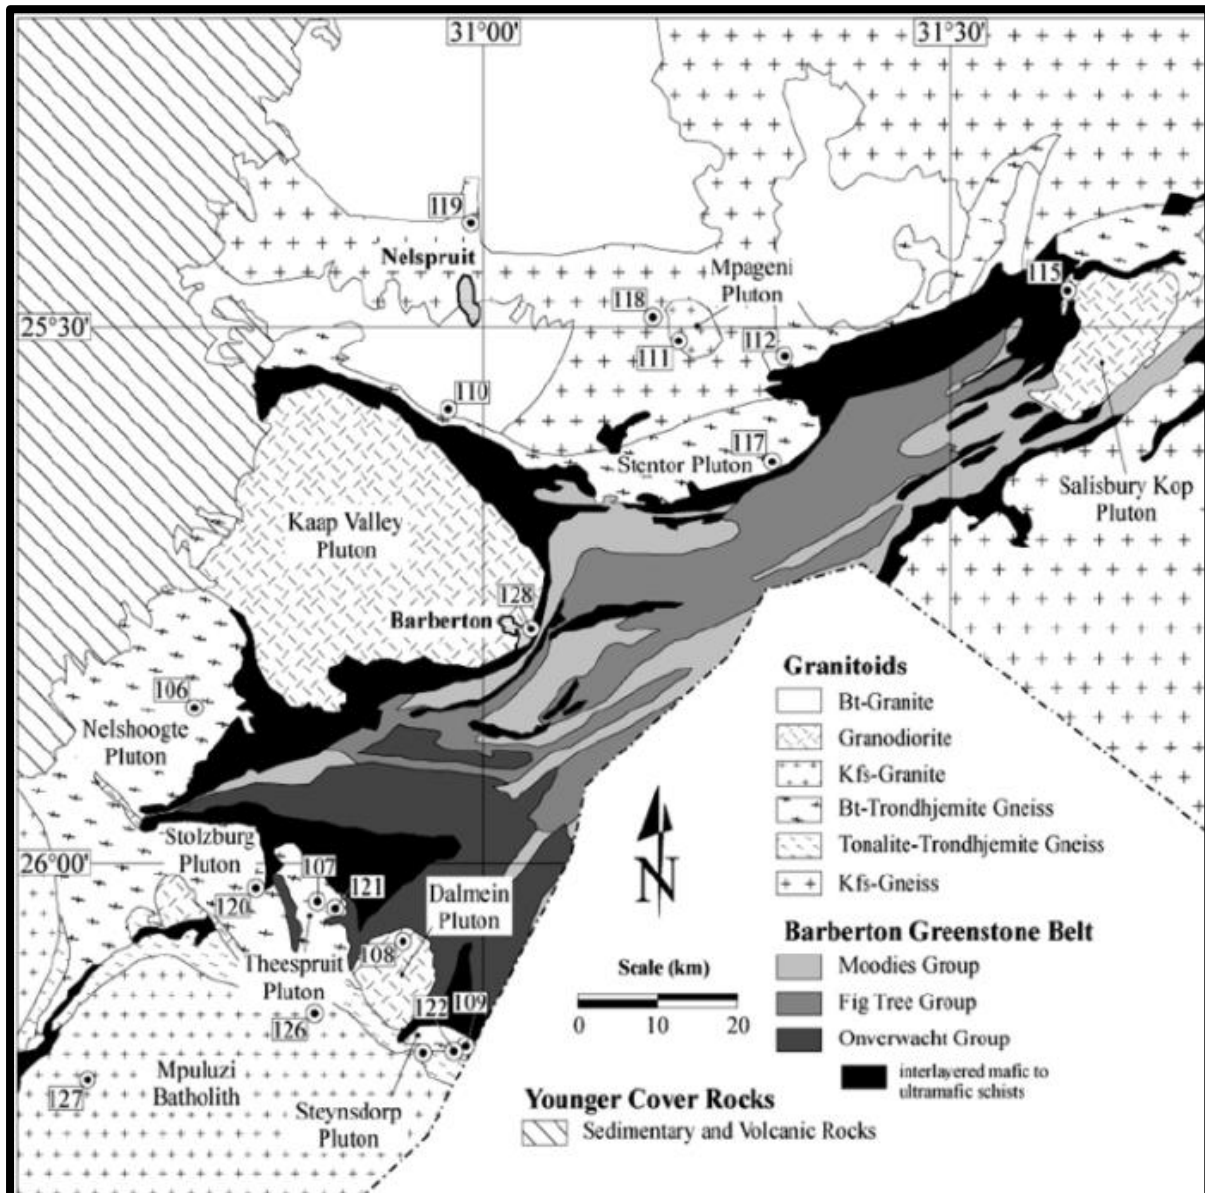 31°00'
31°30'
119
Nelspruit
Mpageni
Pluton
115
118
25°30'
111
112
110
117
Stentor Pluton
Salisbury Kop
Pluton
Kaap Valley
Pluton
128
Barberton
106
Nelshoogte
Pluton
Stolzburg
Pluton
26°00'
107
121
120
Dalmein
Pluton
108
Theespruit
Pluton
122
109
126
Mpuluzi
Batholith
127
Steynsdorp
Pluton
N
Scale (km)
0 10 20
Granitoids
Bt-Granite
Granodiorite
Kfs-Granite
Bt-Trondhjemite Gneiss
Tonalite-Trondhjemite Gneiss
Kfs-Gneiss
Barberton Greenstone Belt
Moodies Group
Fig Tree Group
Onverwacht Group
interlayered mafic to
ultramafic schists
Younger Cover Rocks
Sedimentary and Volcanic Rocks